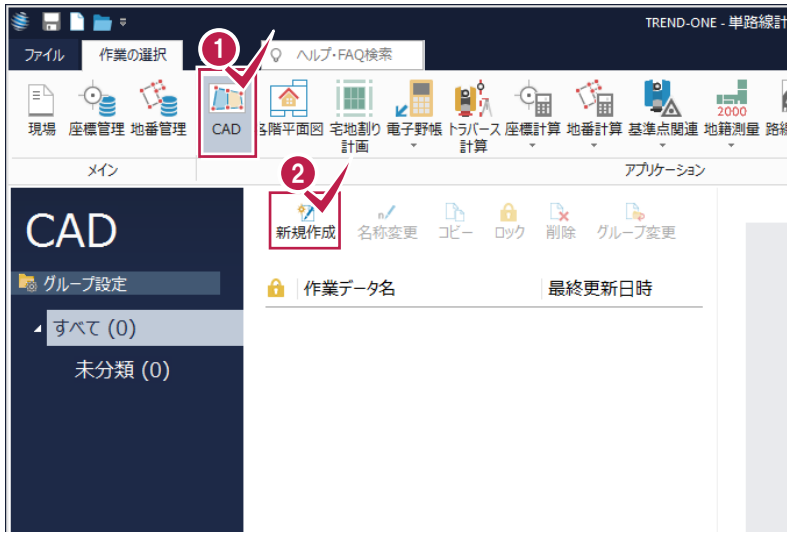 TREND-ONE - 単路線計
ファイル 作業の選択 ヘルプ・FAQ検索
1
現場 座標管理 地番管理 CAD 各階平面図 宅地割り計画 電子野帳 トラバース計算 座標計算 地番計算 基準点関連 2000 地籍測量 路線
メイン アプリケーション
2
CAD
新規作成 名称変更 コピー ロック 削除 グループ変更
グループ設定
作業データ名 最終更新日時
すべて (0)
未分類 (0)